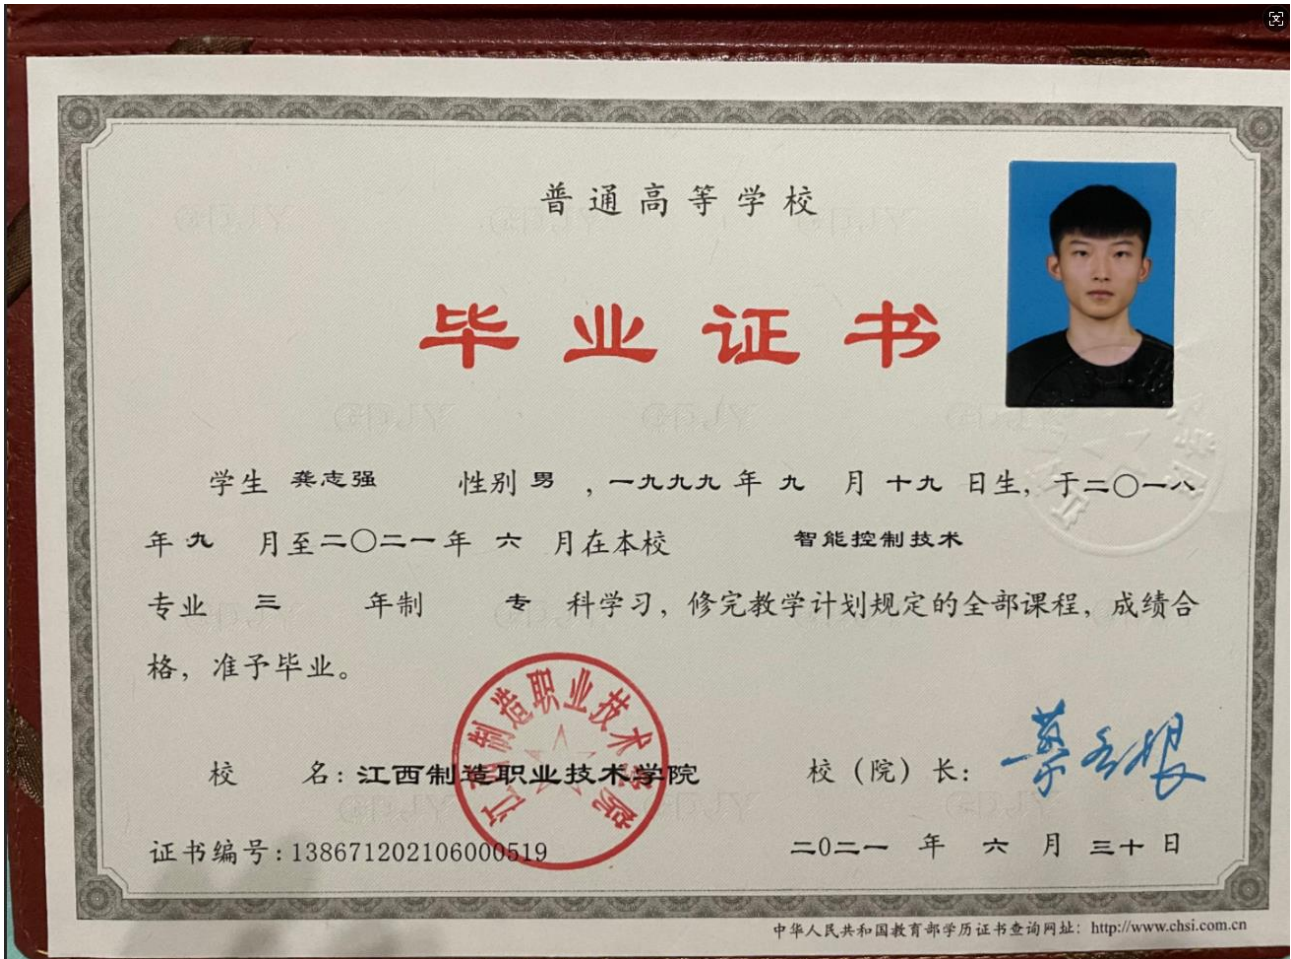 普通高等学校
毕业证书
学生 龚志强 性别 男 , 一九九九 年 九 月 十九 日生, 于二〇一八
年 九 月至二〇二一年 六 月在本校 智能控制技术
专业 三 年制 专 科学习, 修完教学计划规定的全部课程, 成绩合
格, 准予毕业。
江西制造职业技术学院
校 名: 江西制造职业技术学院 校(院)长:
证书编号: 138671202106000519 二0二一 年 六 月 三十 日
中华人民共和国教育部学历证书查询网址: http://www.chsi.com.cn